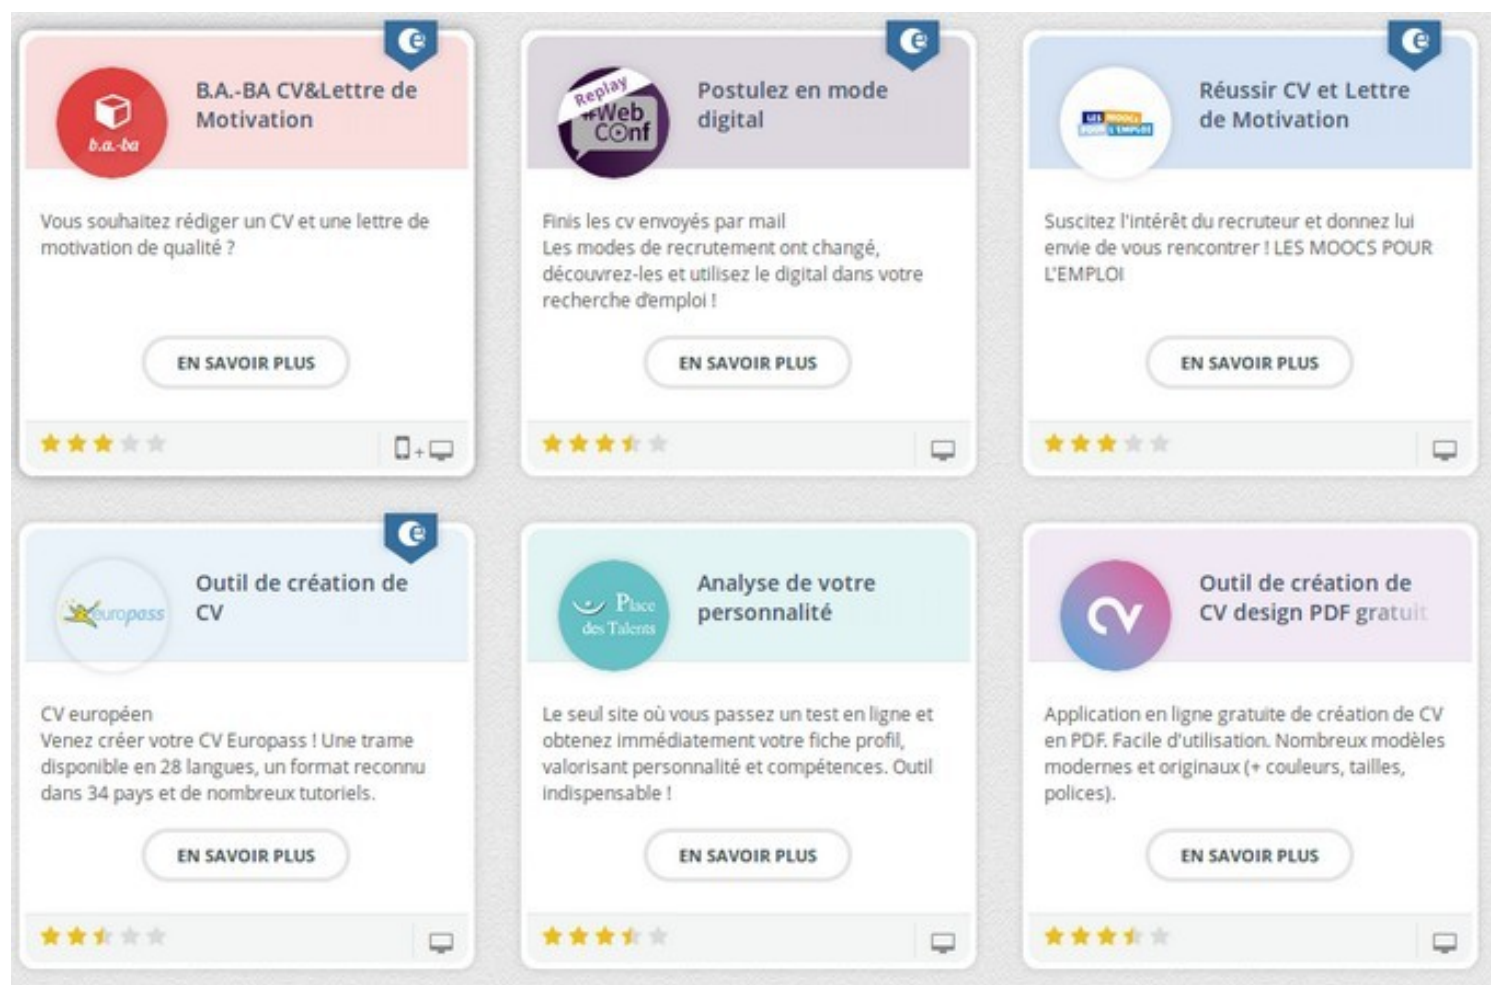 B.A.-BA CV&Lettre de
Motivation
b.a.-ba
Vous souhaitez rédiger un CV et une lettre de
motivation de qualité ?
EN SAVOIR PLUS
Replay
#Web
CONf
Postulez en mode
digital
Finis les cv envoyés par mail
Les modes de recrutement ont changé,
découvrez-les et utilisez le digital dans votre
recherche d'emploi !
EN SAVOIR PLUS
LES MOOCS
POUR L'EMPLOI
Réussir CV et Lettre
de Motivation
Suscitez l'intérêt du recruteur et donnez lui
envie de vous rencontrer ! LES MOOCS POUR
L'EMPLOI
EN SAVOIR PLUS
europass
Outil de création de
CV
CV européen
Venez créer votre CV Europass ! Une trame
disponible en 28 langues, un format reconnu
dans 34 pays et de nombreux tutoriels.
EN SAVOIR PLUS
Place
des Talents
Analyse de votre
personnalité
Le seul site où vous passez un test en ligne et
obtenez immédiatement votre fiche profil,
valorisant personnalité et compétences. Outil
indispensable !
EN SAVOIR PLUS
CV
Outil de création de
CV design PDF gratuit
Application en ligne gratuite de création de CV
en PDF. Facile d'utilisation. Nombreux modèles
modernes et originaux (+ couleurs, tailles,
polices).
EN SAVOIR PLUS